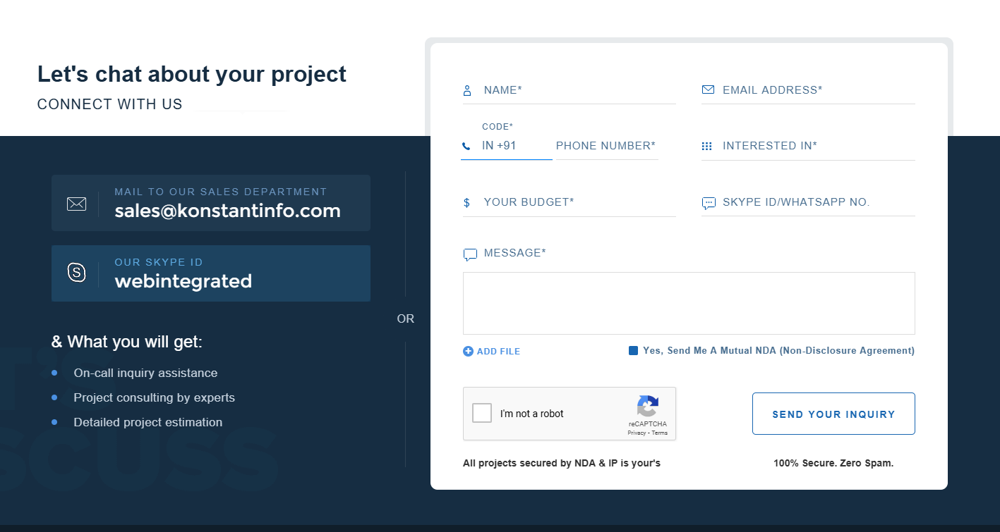 Let's chat about your project
CONNECT WITH US
MAIL TO OUR SALES DEPARTMENT
sales@konstantinfo.com
OUR SKYPE ID
webintegrated
& What you will get:
On-call inquiry assistance
Project consulting by experts
Detailed project estimation
OR
NAME*
EMAIL ADDRESS*
CODE*
IN +91
PHONE NUMBER*
INTERESTED IN*
$ YOUR BUDGET*
SKYPE ID/WHATSAPP NO.
MESSAGE*
ADD FILE
Yes, Send Me A Mutual NDA (Non-Disclosure Agreement)
I'm not a robot
reCAPTCHA
Privacy - Terms
SEND YOUR INQUIRY
All projects secured by NDA & IP is your's
100% Secure. Zero Spam.